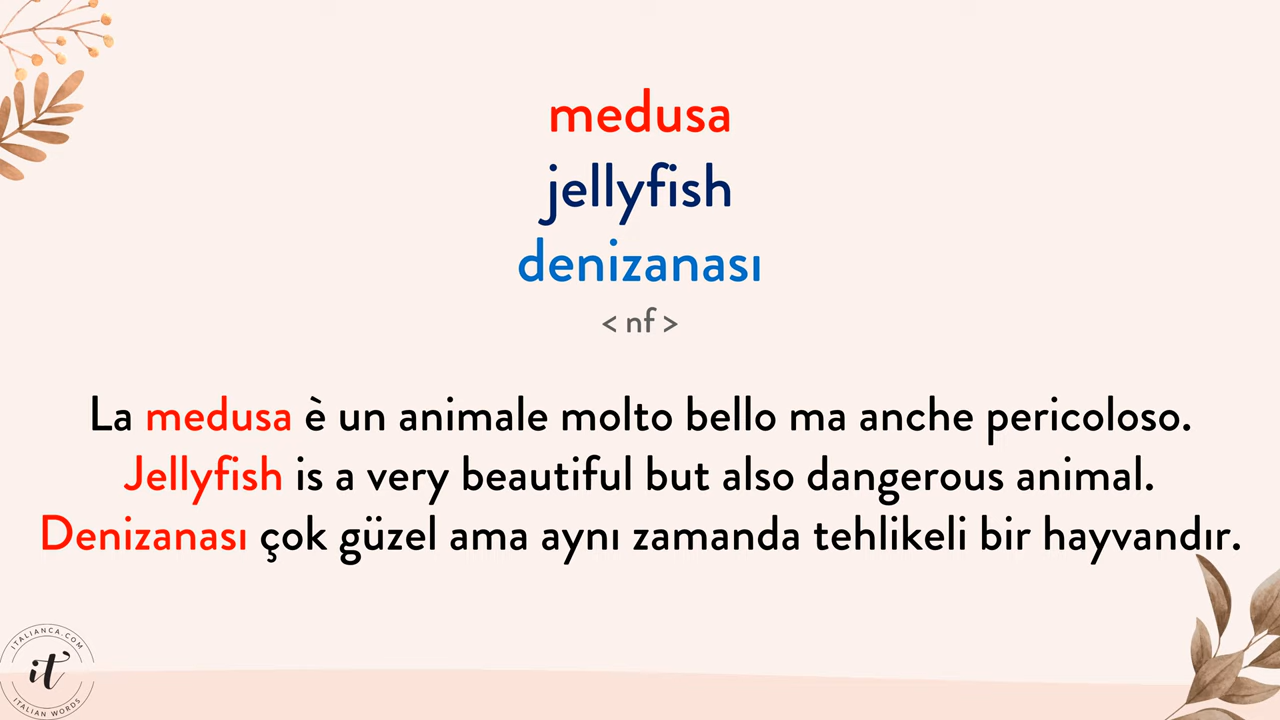 medusa
jellyfish
denizanası
< nf >
La medusa è un animale molto bello ma anche pericoloso.
Jellyfish is a very beautiful but also dangerous animal.
Denizanası çok güzel ama aynı zamanda tehlikeli bir hayvandır.
ITALIANCA.COM
it
ITALIAN WORDS